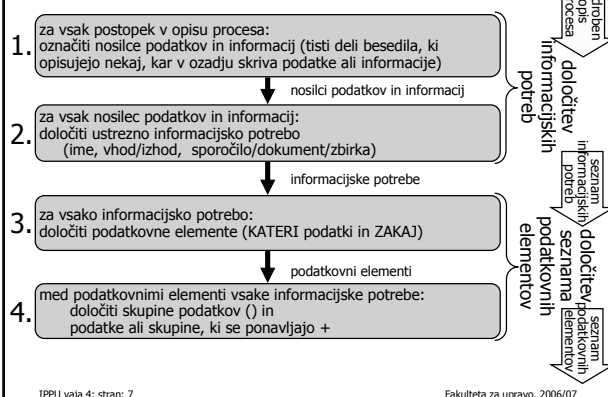 1.
za vsak postopek v opisu procesa:
označiti nosilce podatkov in informacij (tisti deli besedila, ki
opisujejo nekaj, kar v ozadju skriva podatke ali informacije)
nosilci podatkov in informacij
2.
za vsak nosilec podatkov in informacij:
določiti ustrezno informacijsko potrebo
(ime, vhod/izhod, sporočilo/dokument/zbirka)
informacijske potrebe
3.
za vsako informacijsko potrebo:
določiti podatkovne elemente (KATERI podatki in ZAKAJ)
podatkovni elementi
4.
med podatkovnimi elementi vsake informacijske potrebe:
določiti skupine podatkov () in
podatke ali skupine, ki se ponavljajo +
opis
določitev
informacijskih
potreb
seznam
informacijskih
potreb
določitev
seznama
podatkovnih
elementov
seznam
podatkovnih
elementov
IPPU vaja 4: stran: 7
Fakulteta za upravo, 2006/07